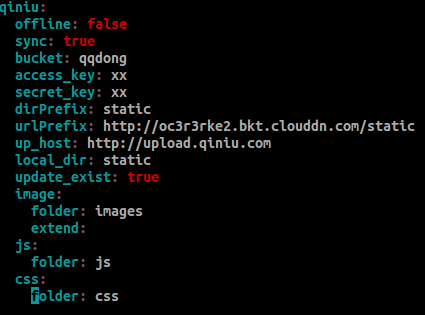 qiniu:
  offline: false
  sync: true
  bucket: qqdong
  access_key: xx
  secret_key: xx
  dirPrefix: static
  urlPrefix: http://oc3r3rke2.bkt.clouddn.com/static
  up_host: http://upload.qiniu.com
  local_dir: static
  update_exist: true
  image:
    folder: images
    extend:
  js:
    folder: js
  css:
    folder: css